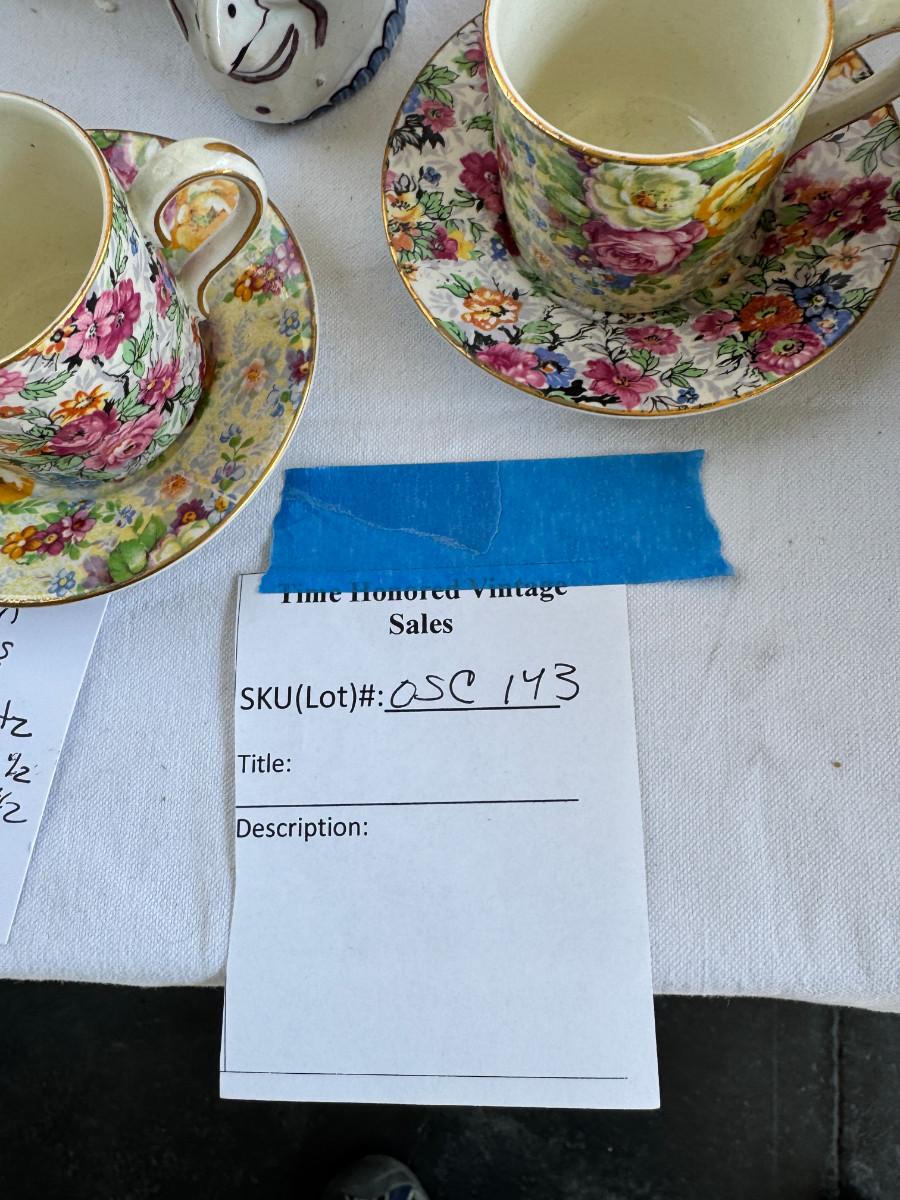 Time Honored Vintage
Sales
SKU(Lot)#: OSC 143
Title:
Description: